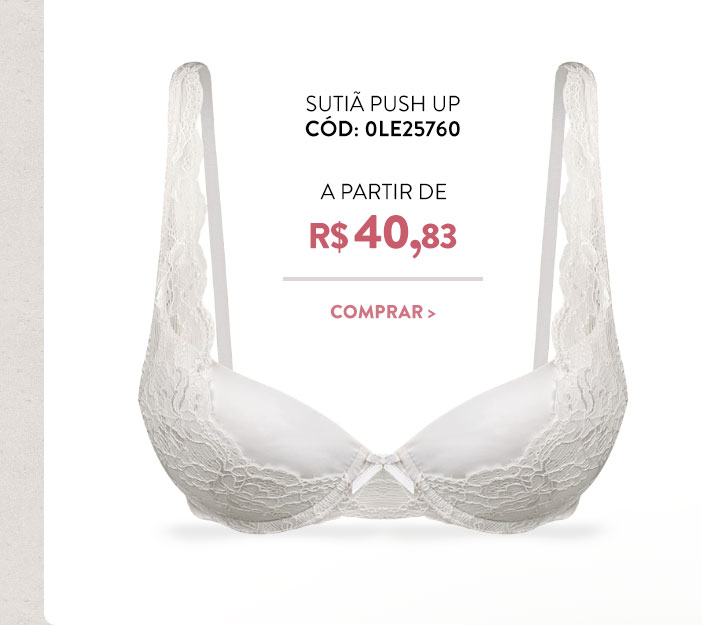 SUTIÃ PUSH UP
CÓD: 0LE25760
A PARTIR DE
R$ 40,83
COMPRAR >